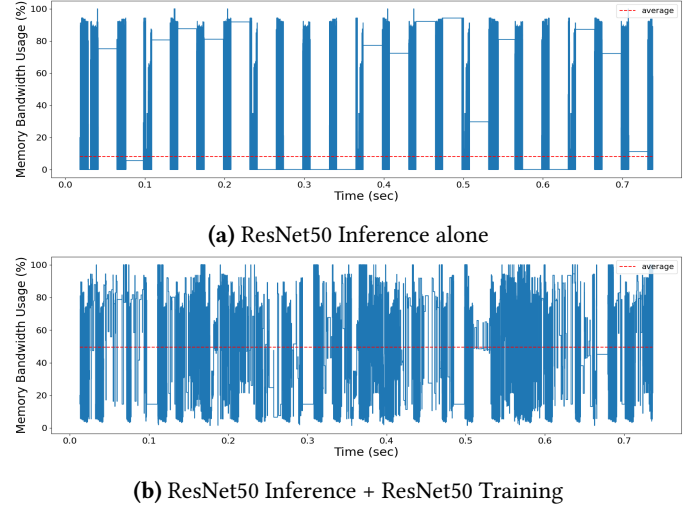 100
80
60
40
20
0
Memory Bandwidth Usage (%)
average
0.0 0.1 0.2 0.3 0.4 0.5 0.6 0.7
Time (sec)
(a) ResNet50 Inference alone
100
80
60
40
20
0
Memory Bandwidth Usage (%)
average
0.0 0.1 0.2 0.3 0.4 0.5 0.6 0.7
Time (sec)
(b) ResNet50 Inference + ResNet50 Training